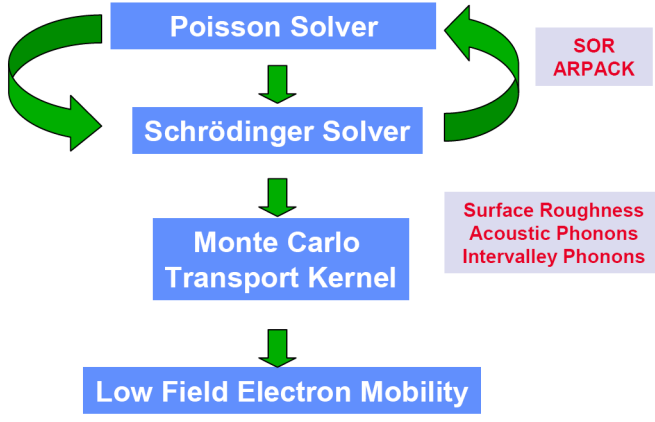 Poisson Solver
SOR
ARPACK
Schrödinger Solver
Surface Roughness
Acoustic Phonons
Intervalley Phonons
Monte Carlo
Transport Kernel
Low Field Electron Mobility